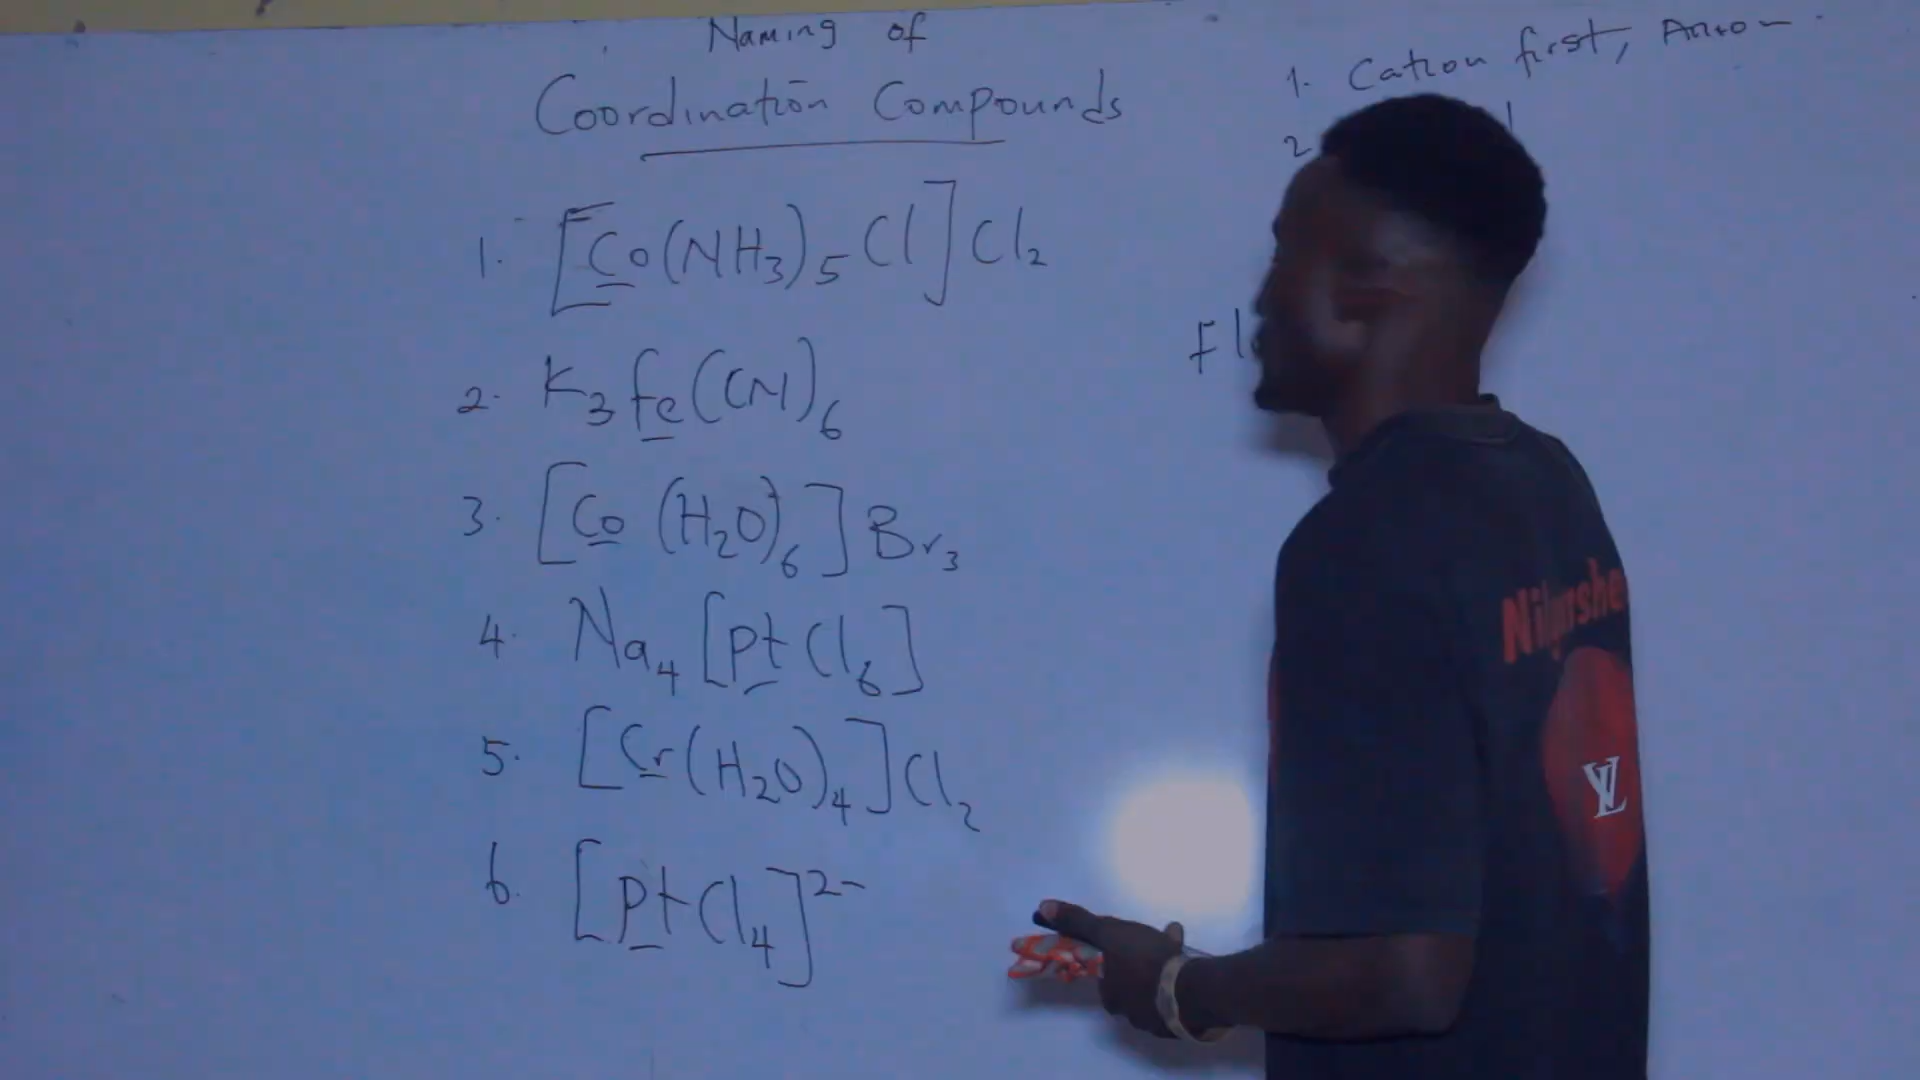 Naming of
Coordination Compounds
1. [Co(NH3)5Cl]Cl2
2. K3Fe(CN)6
3. [Co(H2O)6]Br3
4. Na4[PtCl6]
5. [Cr(H2O)4]Cl2
6. [PtCl4]2-
1. Cation first, Anion
2
Fl
LV